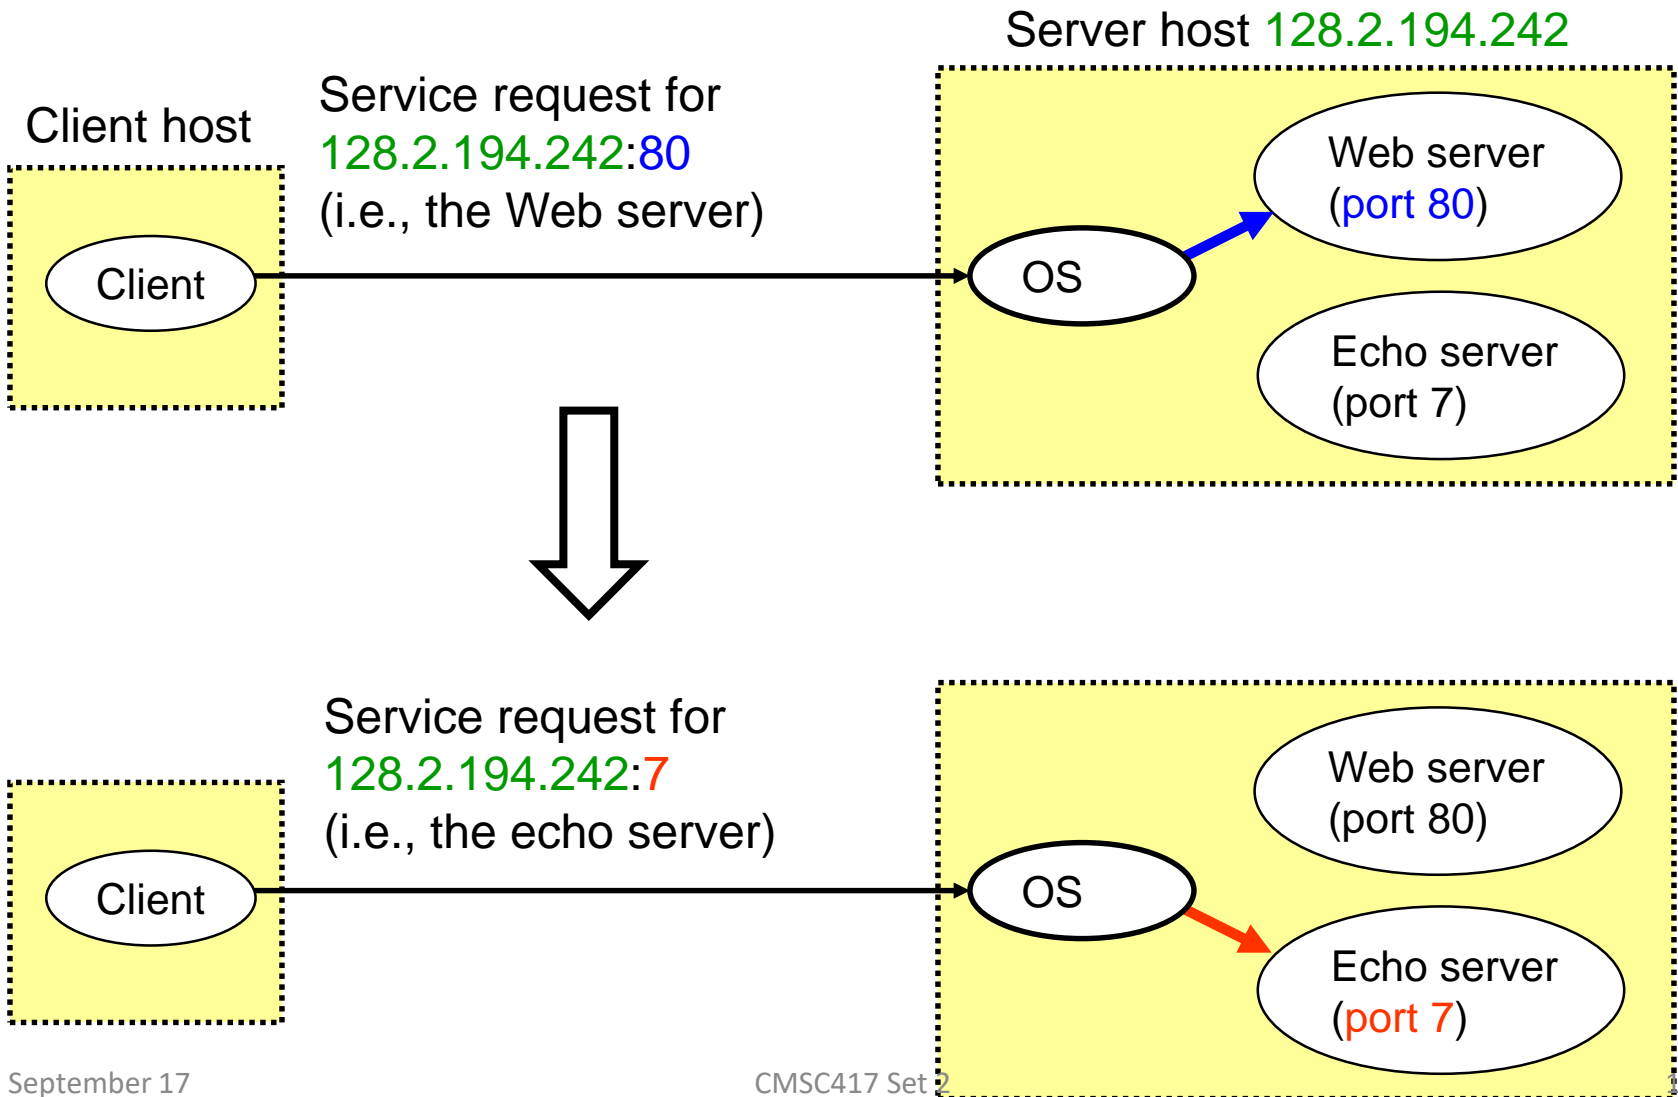 Server host 128.2.194.242
Client host
Service request for
128.2.194.242:80
(i.e., the Web server)
Client
OS
Web server
(port 80)
Echo server
(port 7)
Service request for
128.2.194.242:7
(i.e., the echo server)
Client
OS
Web server
(port 80)
Echo server
(port 7)
September 17
CMSC417 Set 2
1